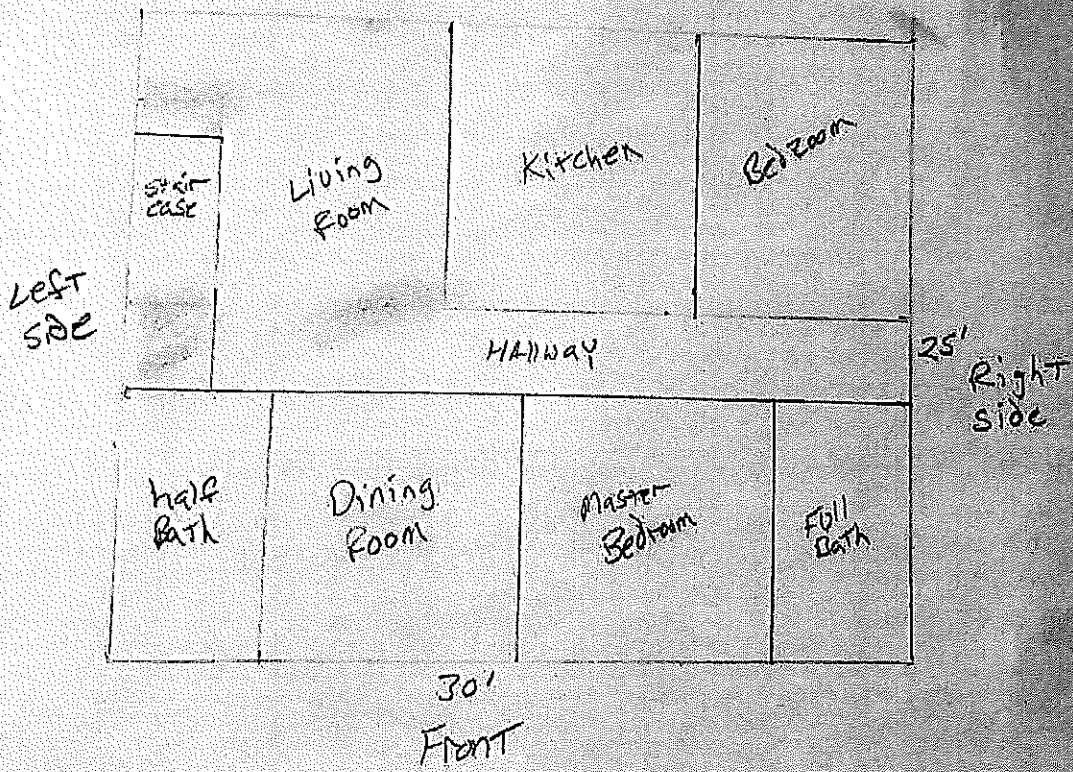 stair
case
Living
Room
Kitchen
Bedroom
Left
side
HAllway
25'
Right
side
half
Bath
Dining
Room
Master
Bedroom
Full
Bath
30'
Front